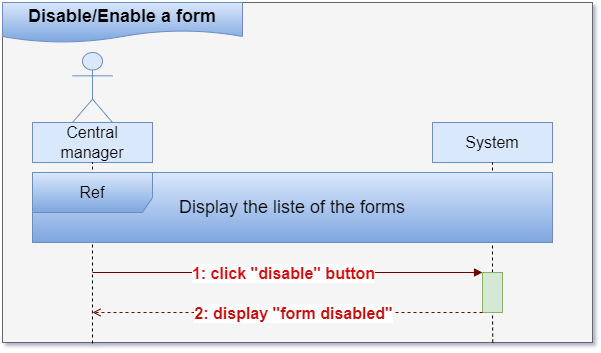 Disable/Enable a form
Central
manager
System
Ref
Display the liste of the forms
1: click "disable" button
2: display "form disabled"